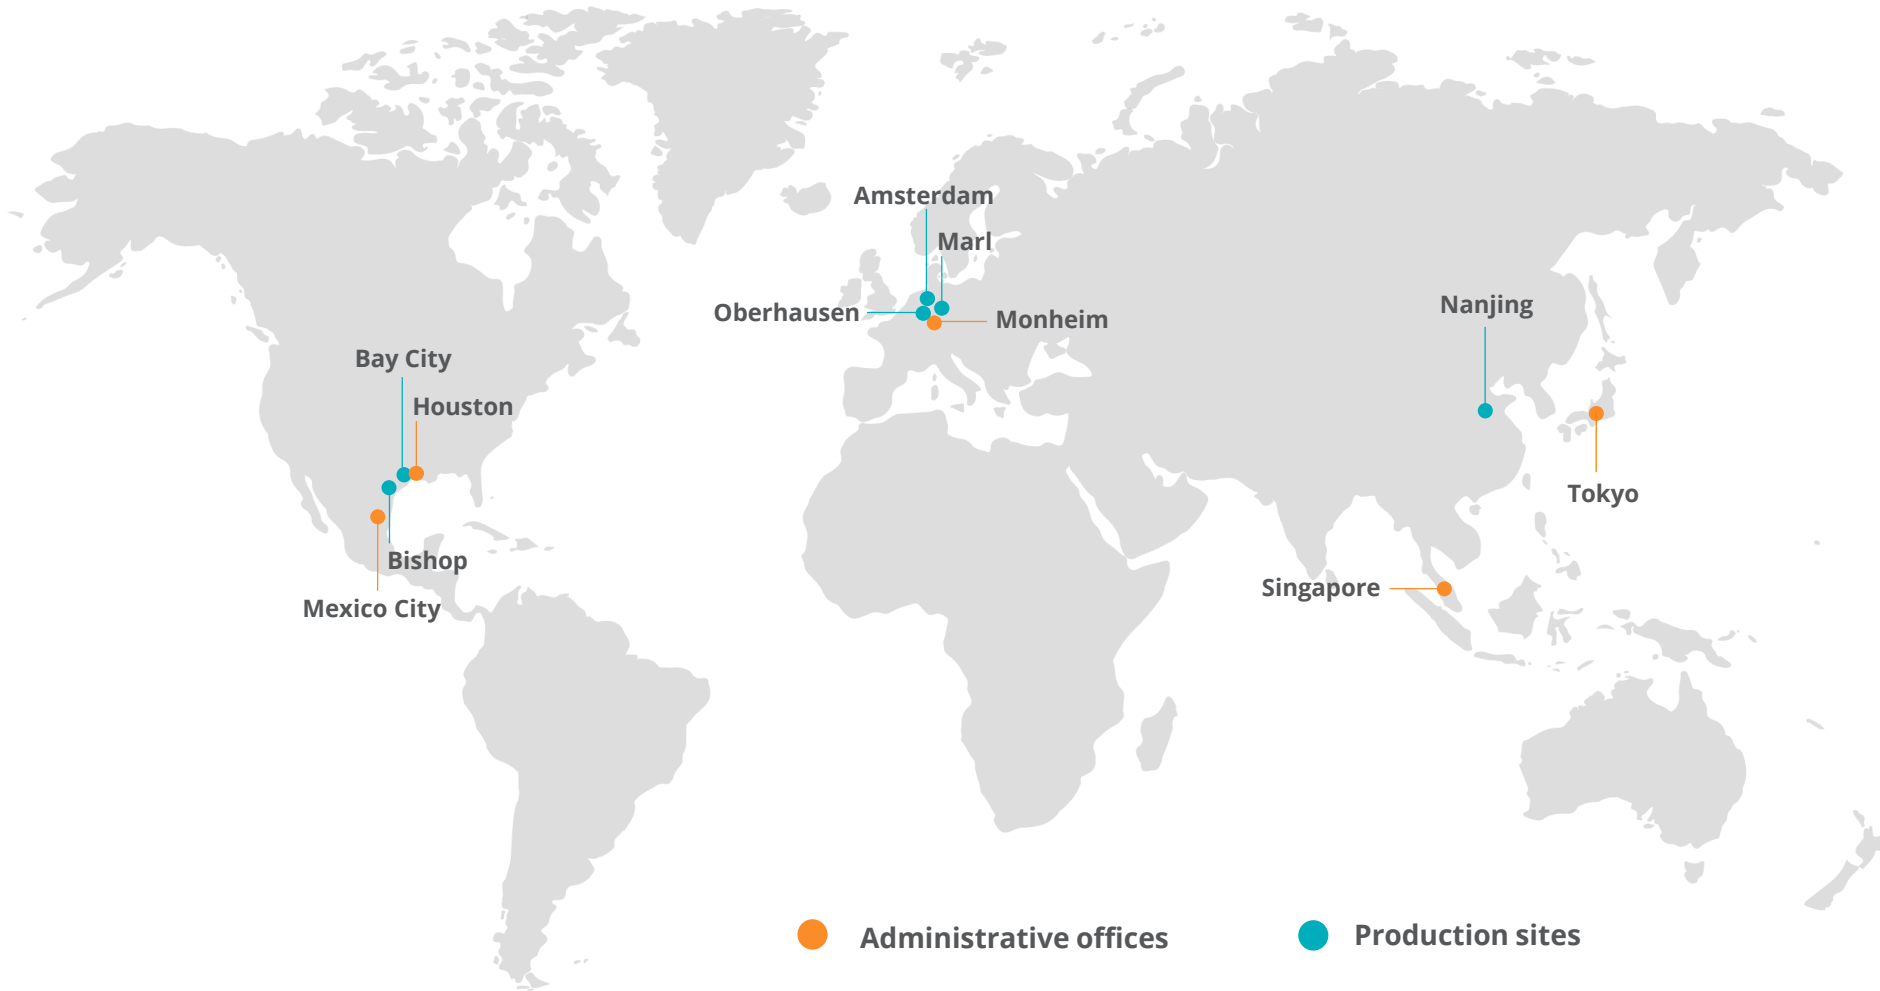 Amsterdam
Marl
Oberhausen
Monheim
Nanjing
Bay City
Houston
Tokyo
Bishop
Singapore
Mexico City
Administrative offices
Production sites